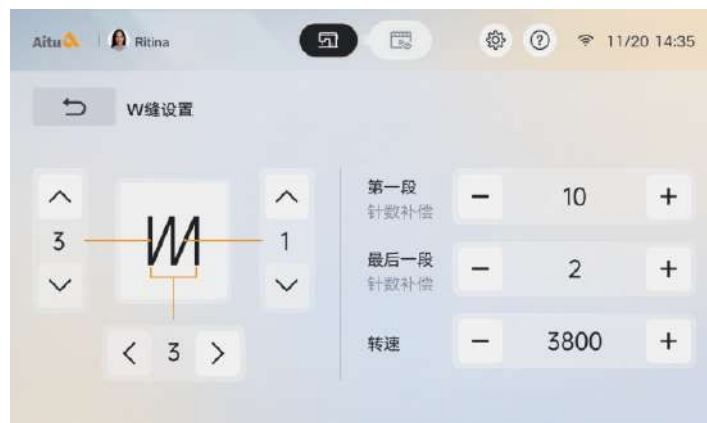 Aitu Ritina 11/20 14:35
W缝设置
3
1
3
第一段
针数补偿
10
最后一段
针数补偿
2
转速
3800